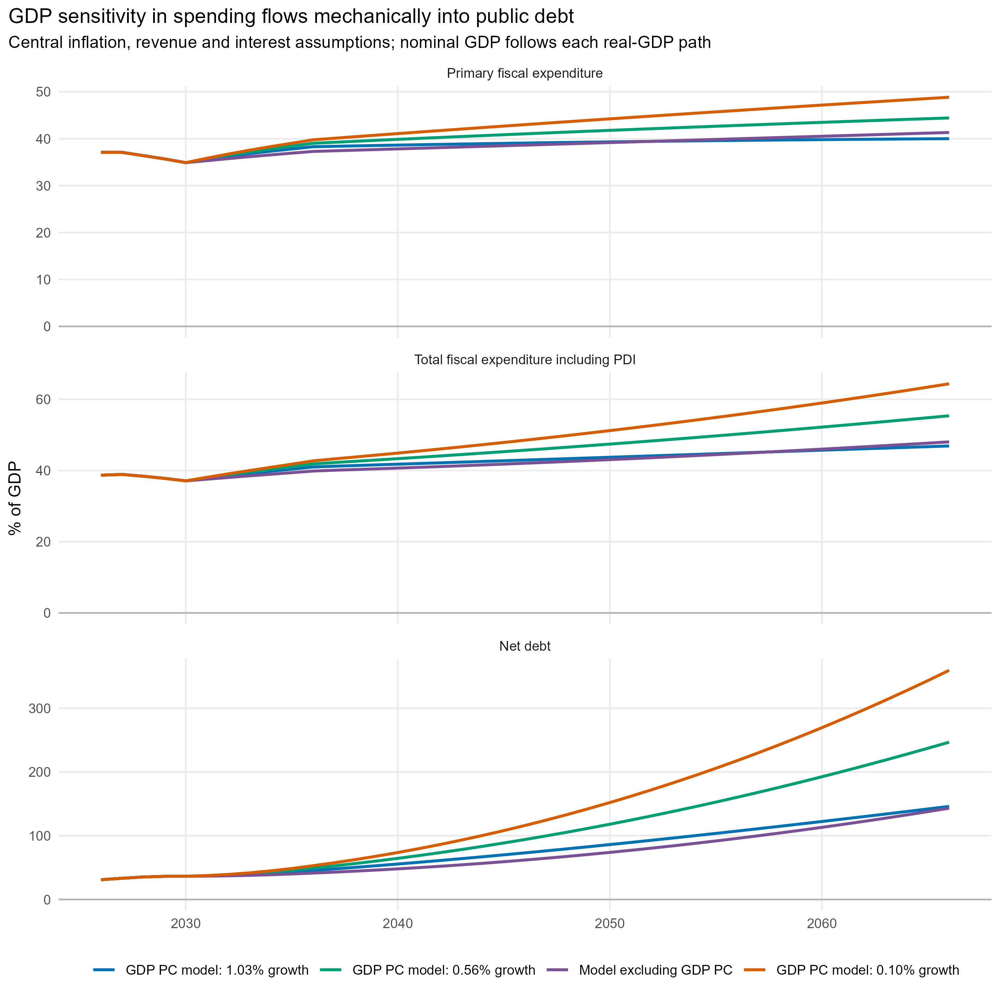 GDP sensitivity in spending flows mechanically into public debt
Central inflation, revenue and interest assumptions; nominal GDP follows each real-GDP path
Primary fiscal expenditure
50
40
30
20
10
0
Total fiscal expenditure including PDI
60
40
20
0
% of GDP
Net debt
300
200
100
0
2030 2040 2050 2060
GDP PC model: 1.03% growth GDP PC model: 0.56% growth Model excluding GDP PC GDP PC model: 0.10% growth